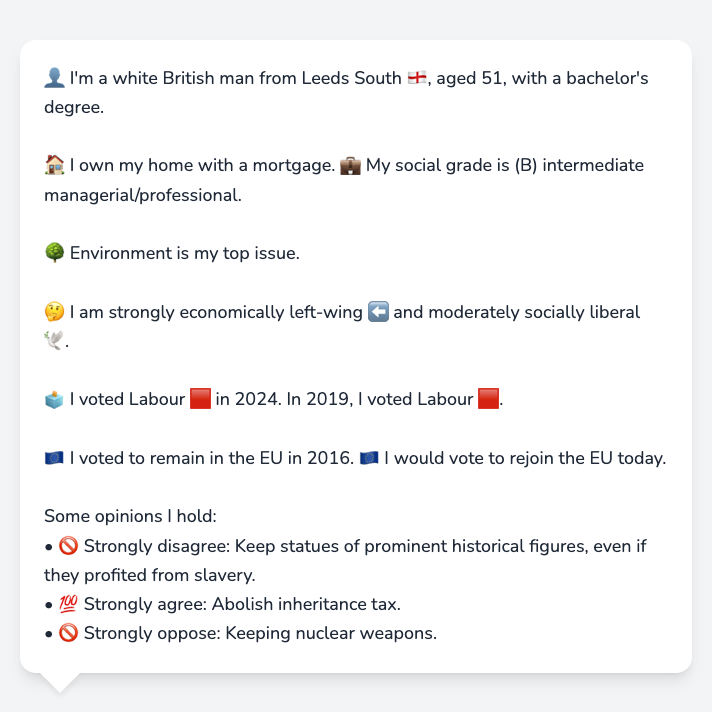 👤 I'm a white British man from Leeds South 🏴󠁧󠁢󠁥󠁮󠁧󠁿, aged 51, with a bachelor's
degree.
🏠 I own my home with a mortgage. 💼 My social grade is (B) intermediate
managerial/professional.
🌳 Environment is my top issue.
🤔 I am strongly economically left-wing ⬅️ and moderately socially liberal
🕊️.
🗳️ I voted Labour 🟥 in 2024. In 2019, I voted Labour 🟥.
🇪🇺 I voted to remain in the EU in 2016. 🇪🇺 I would vote to rejoin the EU today.
Some opinions I hold:
• 🚫 Strongly disagree: Keep statues of prominent historical figures, even if
they profited from slavery.
• 💯 Strongly agree: Abolish inheritance tax.
• 🚫 Strongly oppose: Keeping nuclear weapons.